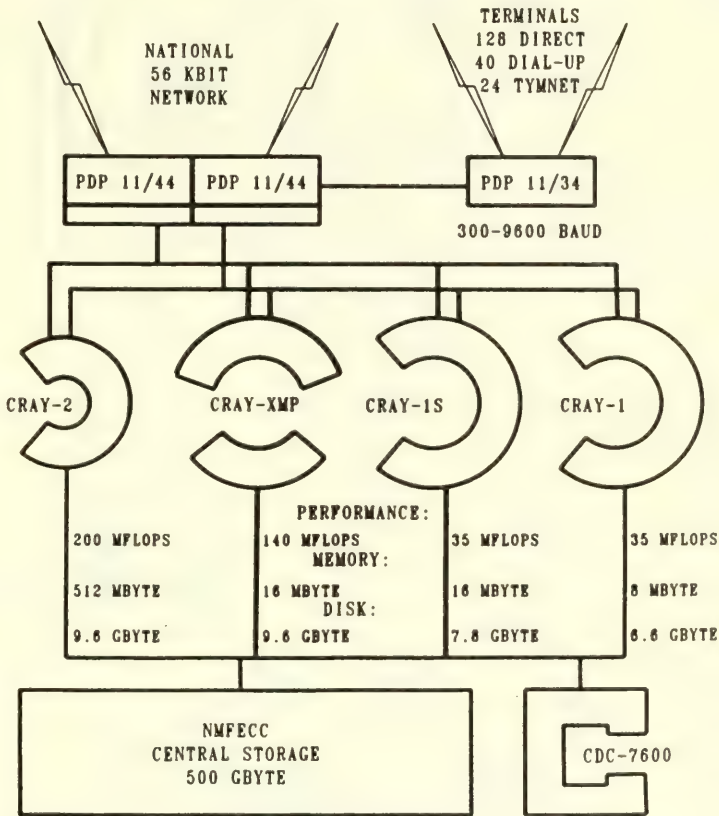 NATIONAL
56 KBIT
NETWORK
TERMINALS
128 DIRECT
40 DIAL-UP
24 TYMNET
PDP 11/44
PDP 11/44
PDP 11/34
300-9600 BAUD
CRAY-2
CRAY-XMP
CRAY-1S
CRAY-1
PERFORMANCE:
200 MFLOPS
140 MFLOPS
35 MFLOPS
35 MFLOPS
MEMORY:
512 MBYTE
16 MBYTE
16 MBYTE
8 MBYTE
DISK:
9.6 GBYTE
9.6 GBYTE
7.8 GBYTE
6.6 GBYTE
NMFECC
CENTRAL STORAGE
500 GBYTE
CDC-7600